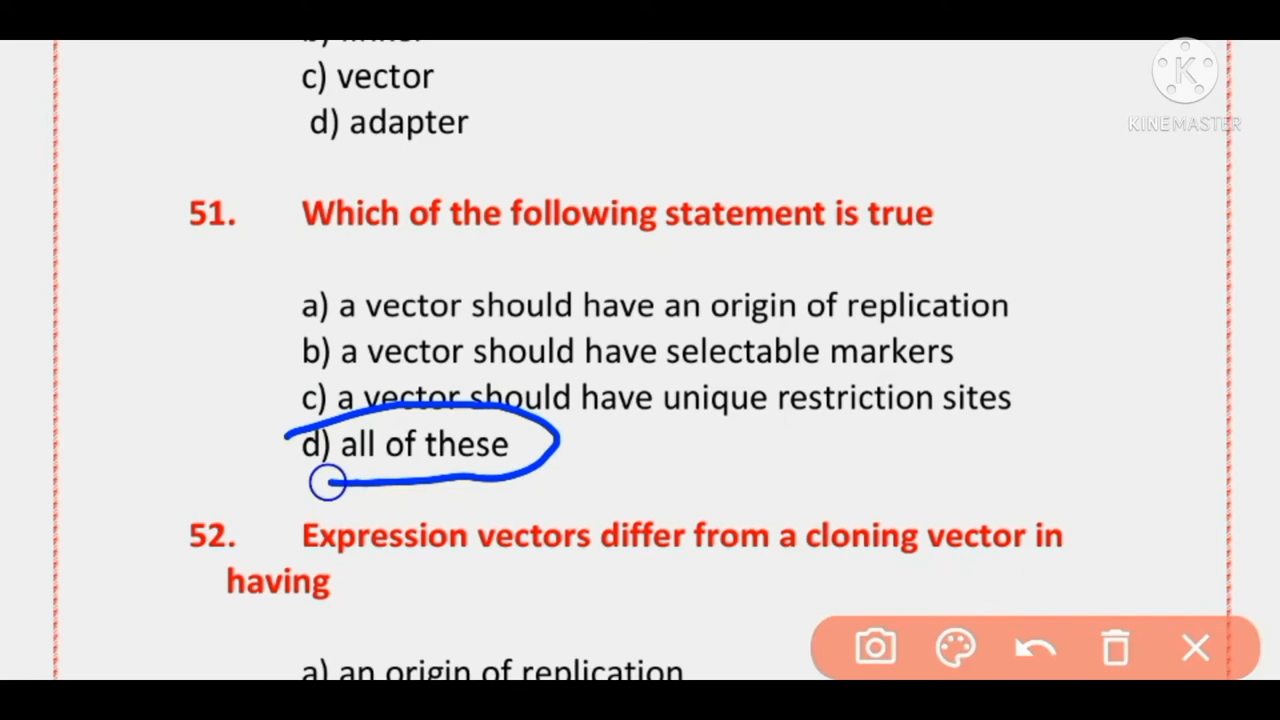 c) vector
d) adapter
K
KINEMASTER
51. Which of the following statement is true
a) a vector should have an origin of replication
b) a vector should have selectable markers
c) a vector should have unique restriction sites
d) all of these
52. Expression vectors differ from a cloning vector in
having
a) an origin of replication